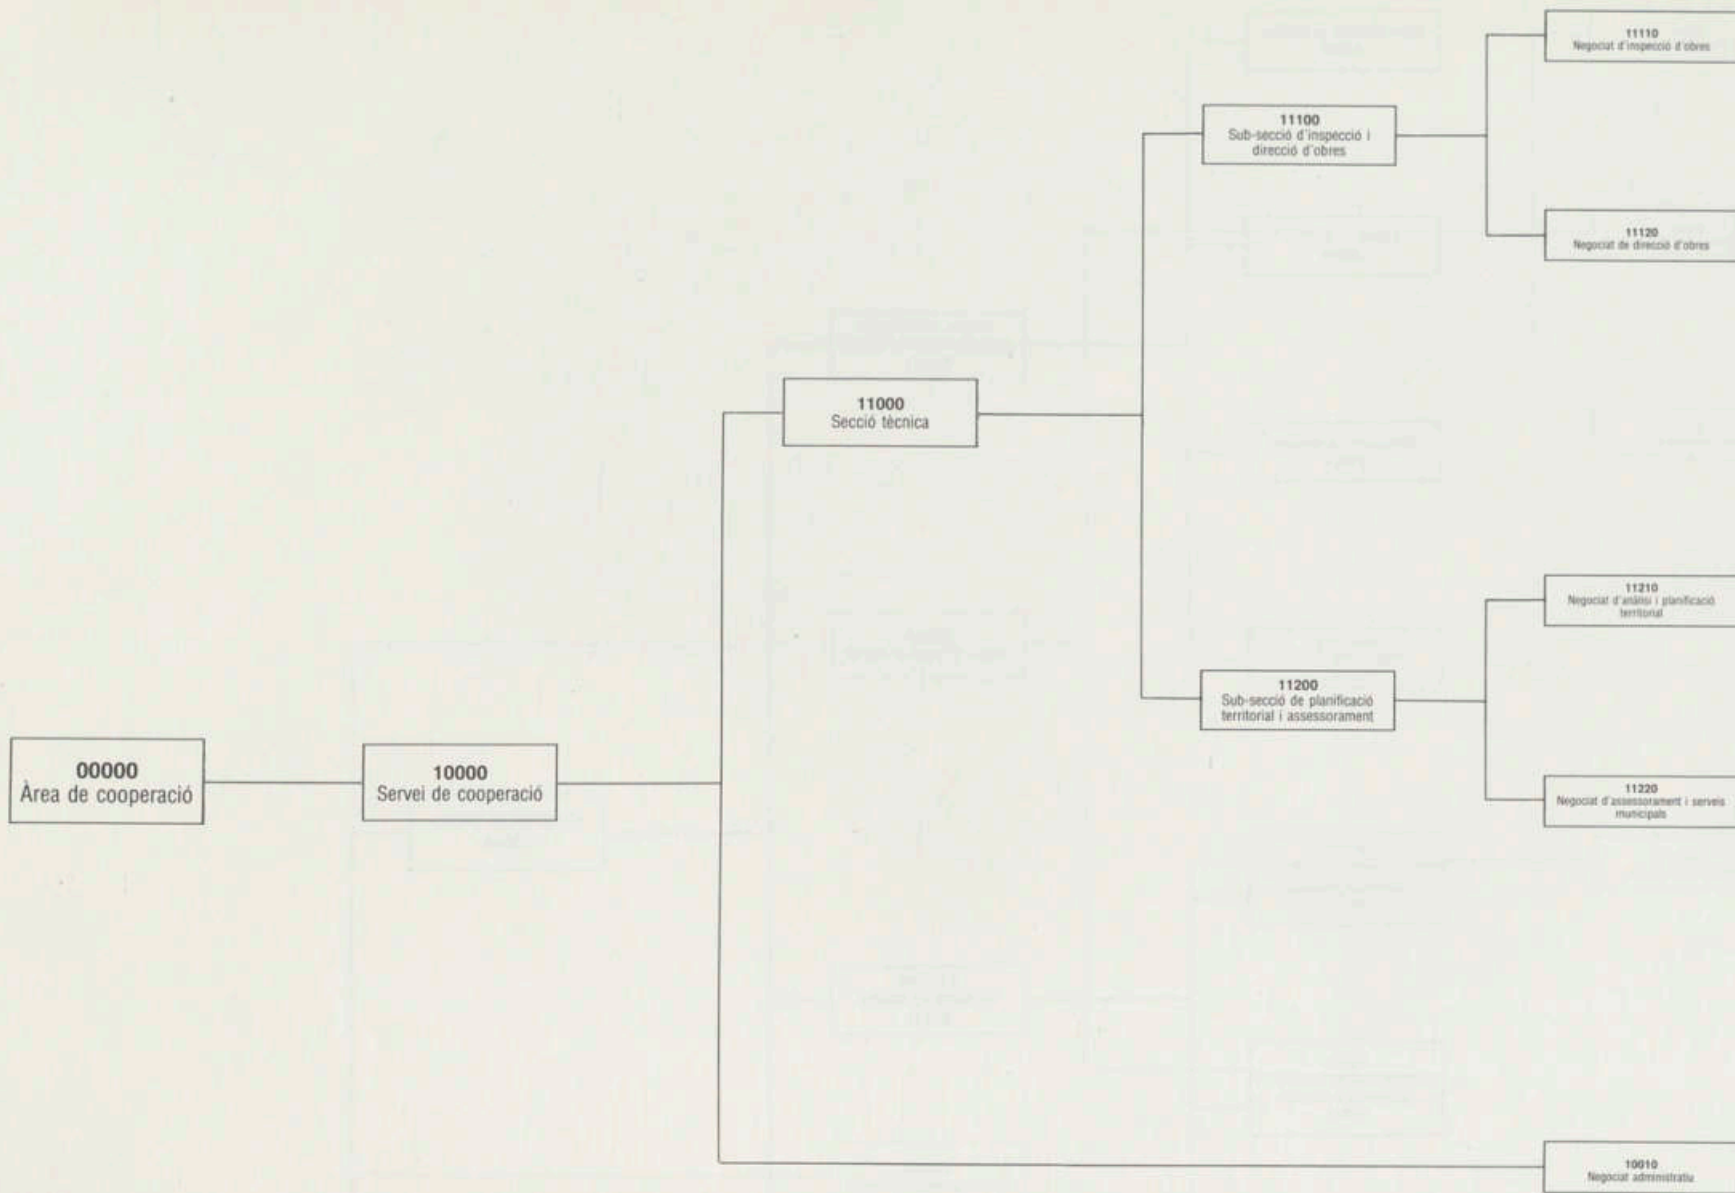 11110
Negociat d'inspecció d'obres
11100
Sub-secció d'inspecció i
direcció d'obres
11120
Negociat de direcció d'obres
11000
Secció tècnica
11210
Negociat d'anàlisi i planificació
territorial
11200
Sub-secció de planificació
territorial i assessorament
00000
Àrea de cooperació
10000
Servei de cooperació
11220
Negociat d'assessorament i serveis
municipals
10010
Negociat administratiu